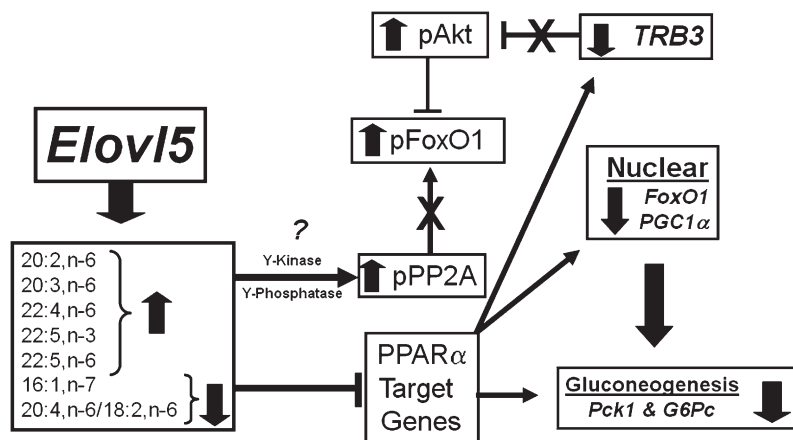 pAkt
TRB3
Elovl5
pFoxO1
Nuclear
FoxO1
PGC1α
?
Y-Kinase
Y-Phosphatase
pPP2A
20:2,n-6
20:3,n-6
22:4,n-6
22:5,n-3
22:5,n-6
16:1,n-7
20:4,n-6/18:2,n-6
PPARα
Target
Genes
Gluconeogenesis
Pck1 & G6Pc